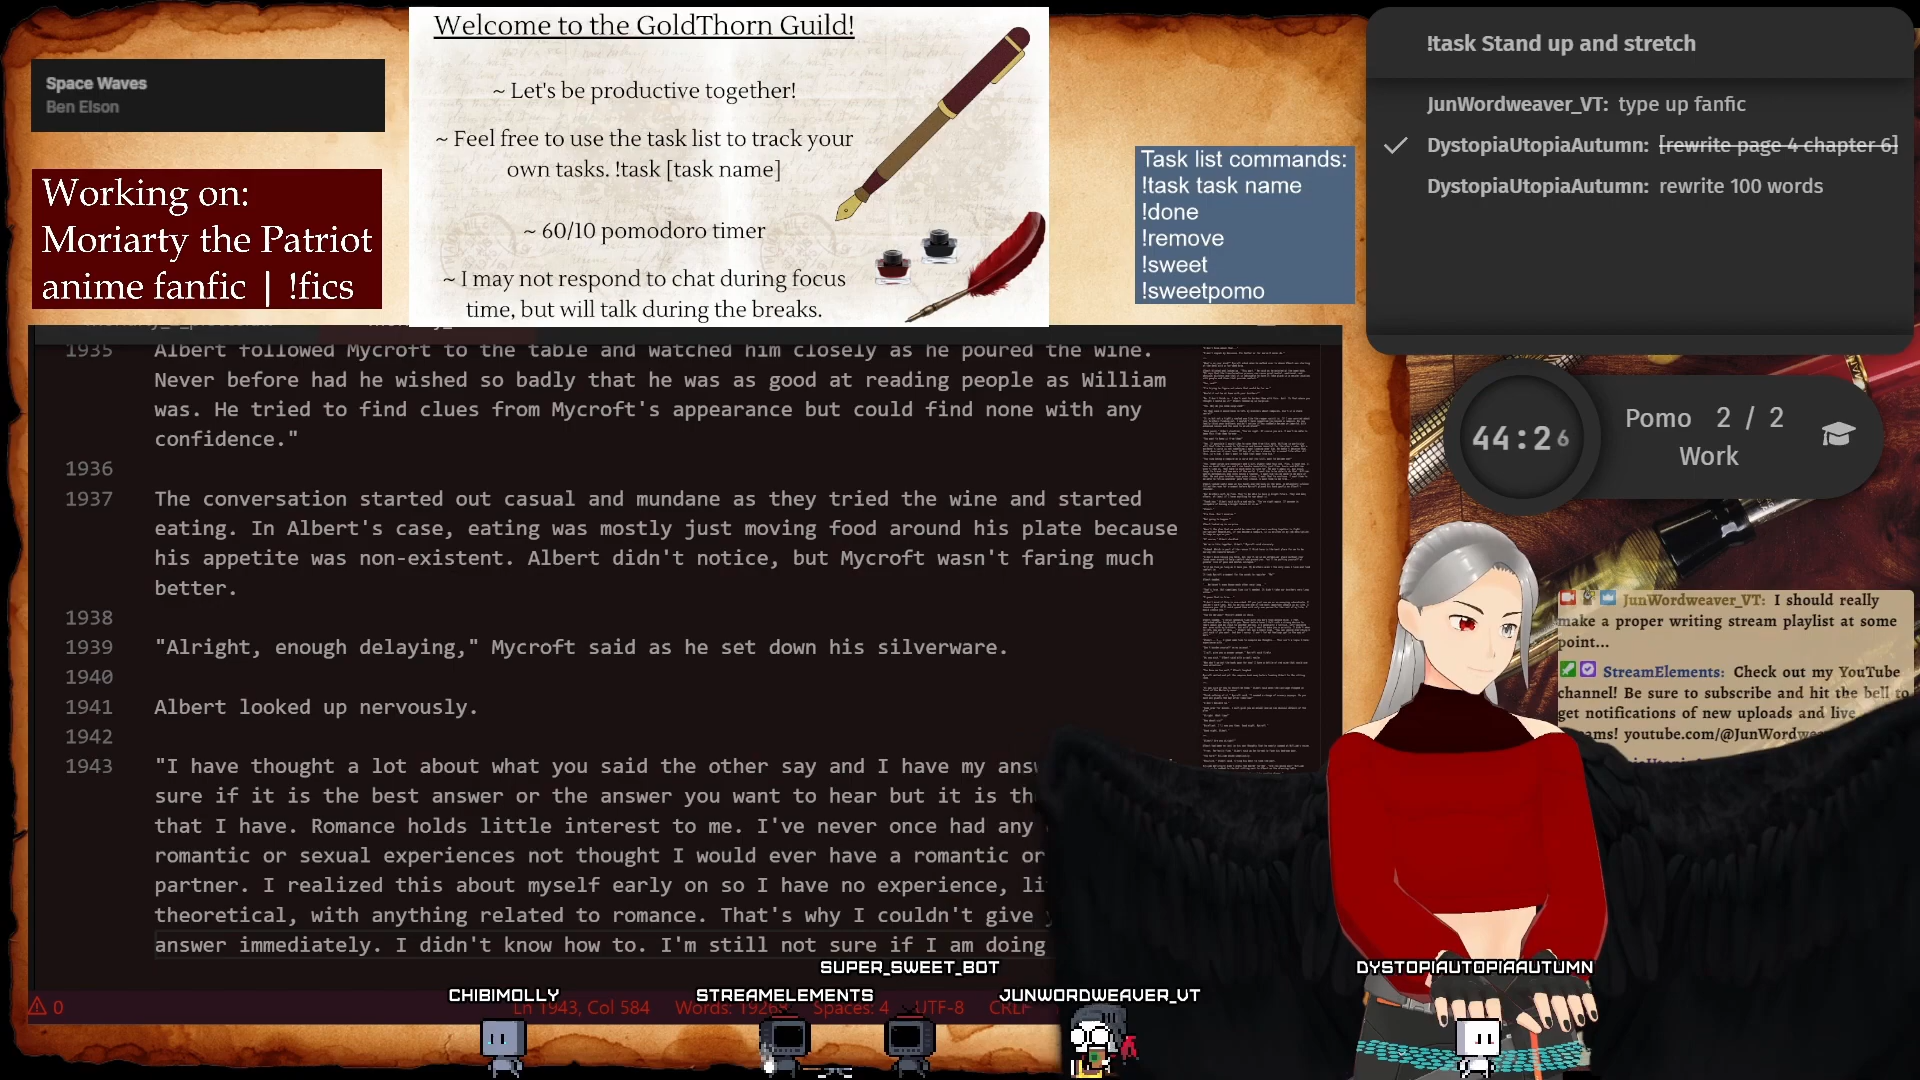 Space Waves
Ben Elson
Working on:
Moriarty the Patriot
anime fanfic | !fics
Welcome to the GoldThorn Guild!
~ Let's be productive together!
~ Feel free to use the task list to track your
own tasks. !task [task name]
~ 60/10 pomodoro timer
~ I may not respond to chat during focus
time, but will talk during the breaks.
Task list commands:
!task task name
!done
!remove
!sweet
!sweetpomo
!task Stand up and stretch
JunWordweaver_VT: type up fanfic
DystopiaUtopiaAutumn: [rewrite page 4 chapter 6]
DystopiaUtopiaAutumn: rewrite 100 words
44:26
Pomo 2 / 2
Work
1935 Albert followed Mycroft to the table and watched him closely as he poured the wine.
Never before had he wished so badly that he was as good at reading people as William
was. He tried to find clues from Mycroft's appearance but could find none with any
confidence."
1936
1937 The conversation started out casual and mundane as they tried the wine and started
eating. In Albert's case, eating was mostly just moving food around his plate because
his appetite was non-existent. Albert didn't notice, but Mycroft wasn't faring much
better.
1938
1939 "Alright, enough delaying," Mycroft said as he set down his silverware.
1940
1941 Albert looked up nervously.
1942
1943 "I have thought a lot about what you said the other say and I have my
sure if it is the best answer or the answer you want to hear but it is
that I have. Romance holds little interest to me. I've never once had any
romantic or sexual experiences not thought I would ever have a romantic or
partner. I realized this about myself early on so I have no experience,
theoretical, with anything related to romance. That's why I couldn't give
answer immediately. I didn't know how to. I'm still not sure if I am doing
JunWordweaver_VT: I should really
make a proper writing stream playlist at some
point...
StreamElements: Check out my YouTube
channel! Be sure to subscribe and hit the bell to
get notifications of new uploads and live
youtube.com/@JunWordwe
0 Ln 1943, Col 584 Words: Spaces: 4 UTF-8 CRLF
SUPER_SWEET_BOT
DYSTOPIAUTOPIAAUTUMN
CHIBIMOLLY
STREAMELEMENTS
JUNWORDWEAVER_VT